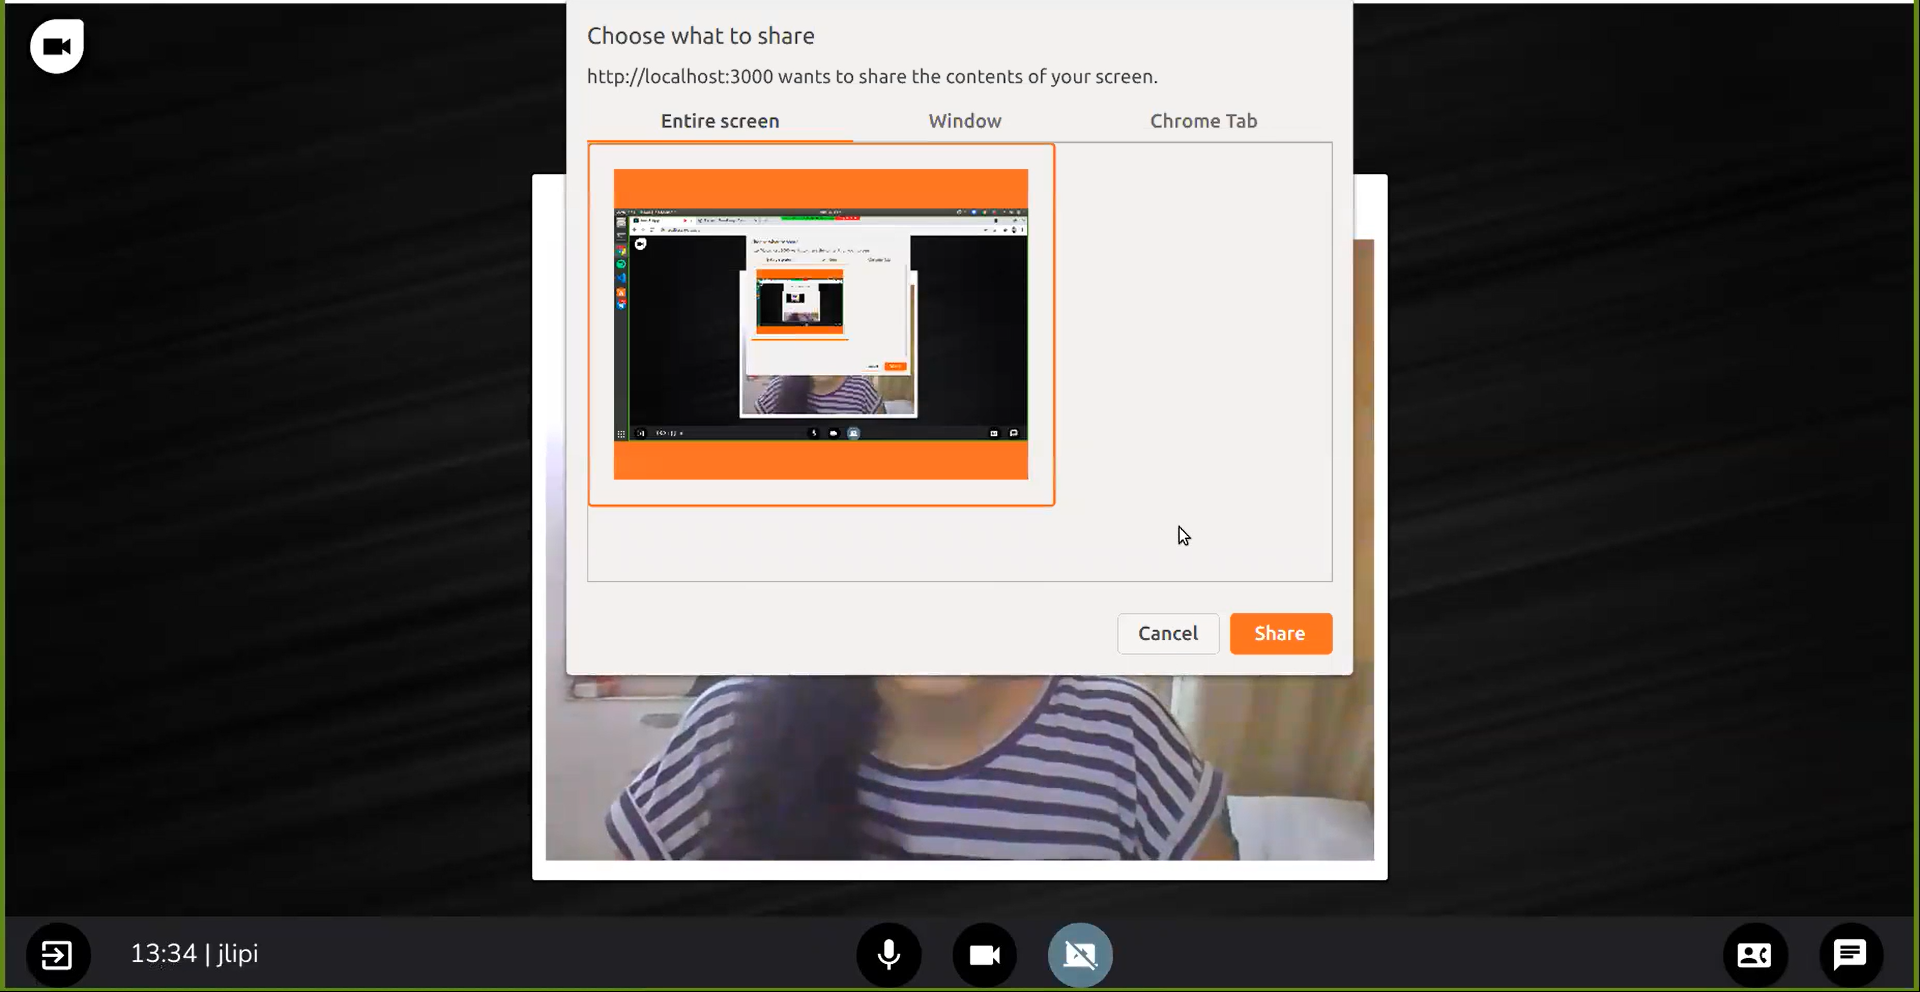 Choose what to share
http://localhost:3000 wants to share the contents of your screen.
Entire screen
Window
Chrome Tab
Cancel
Share
13:34 | jlipi